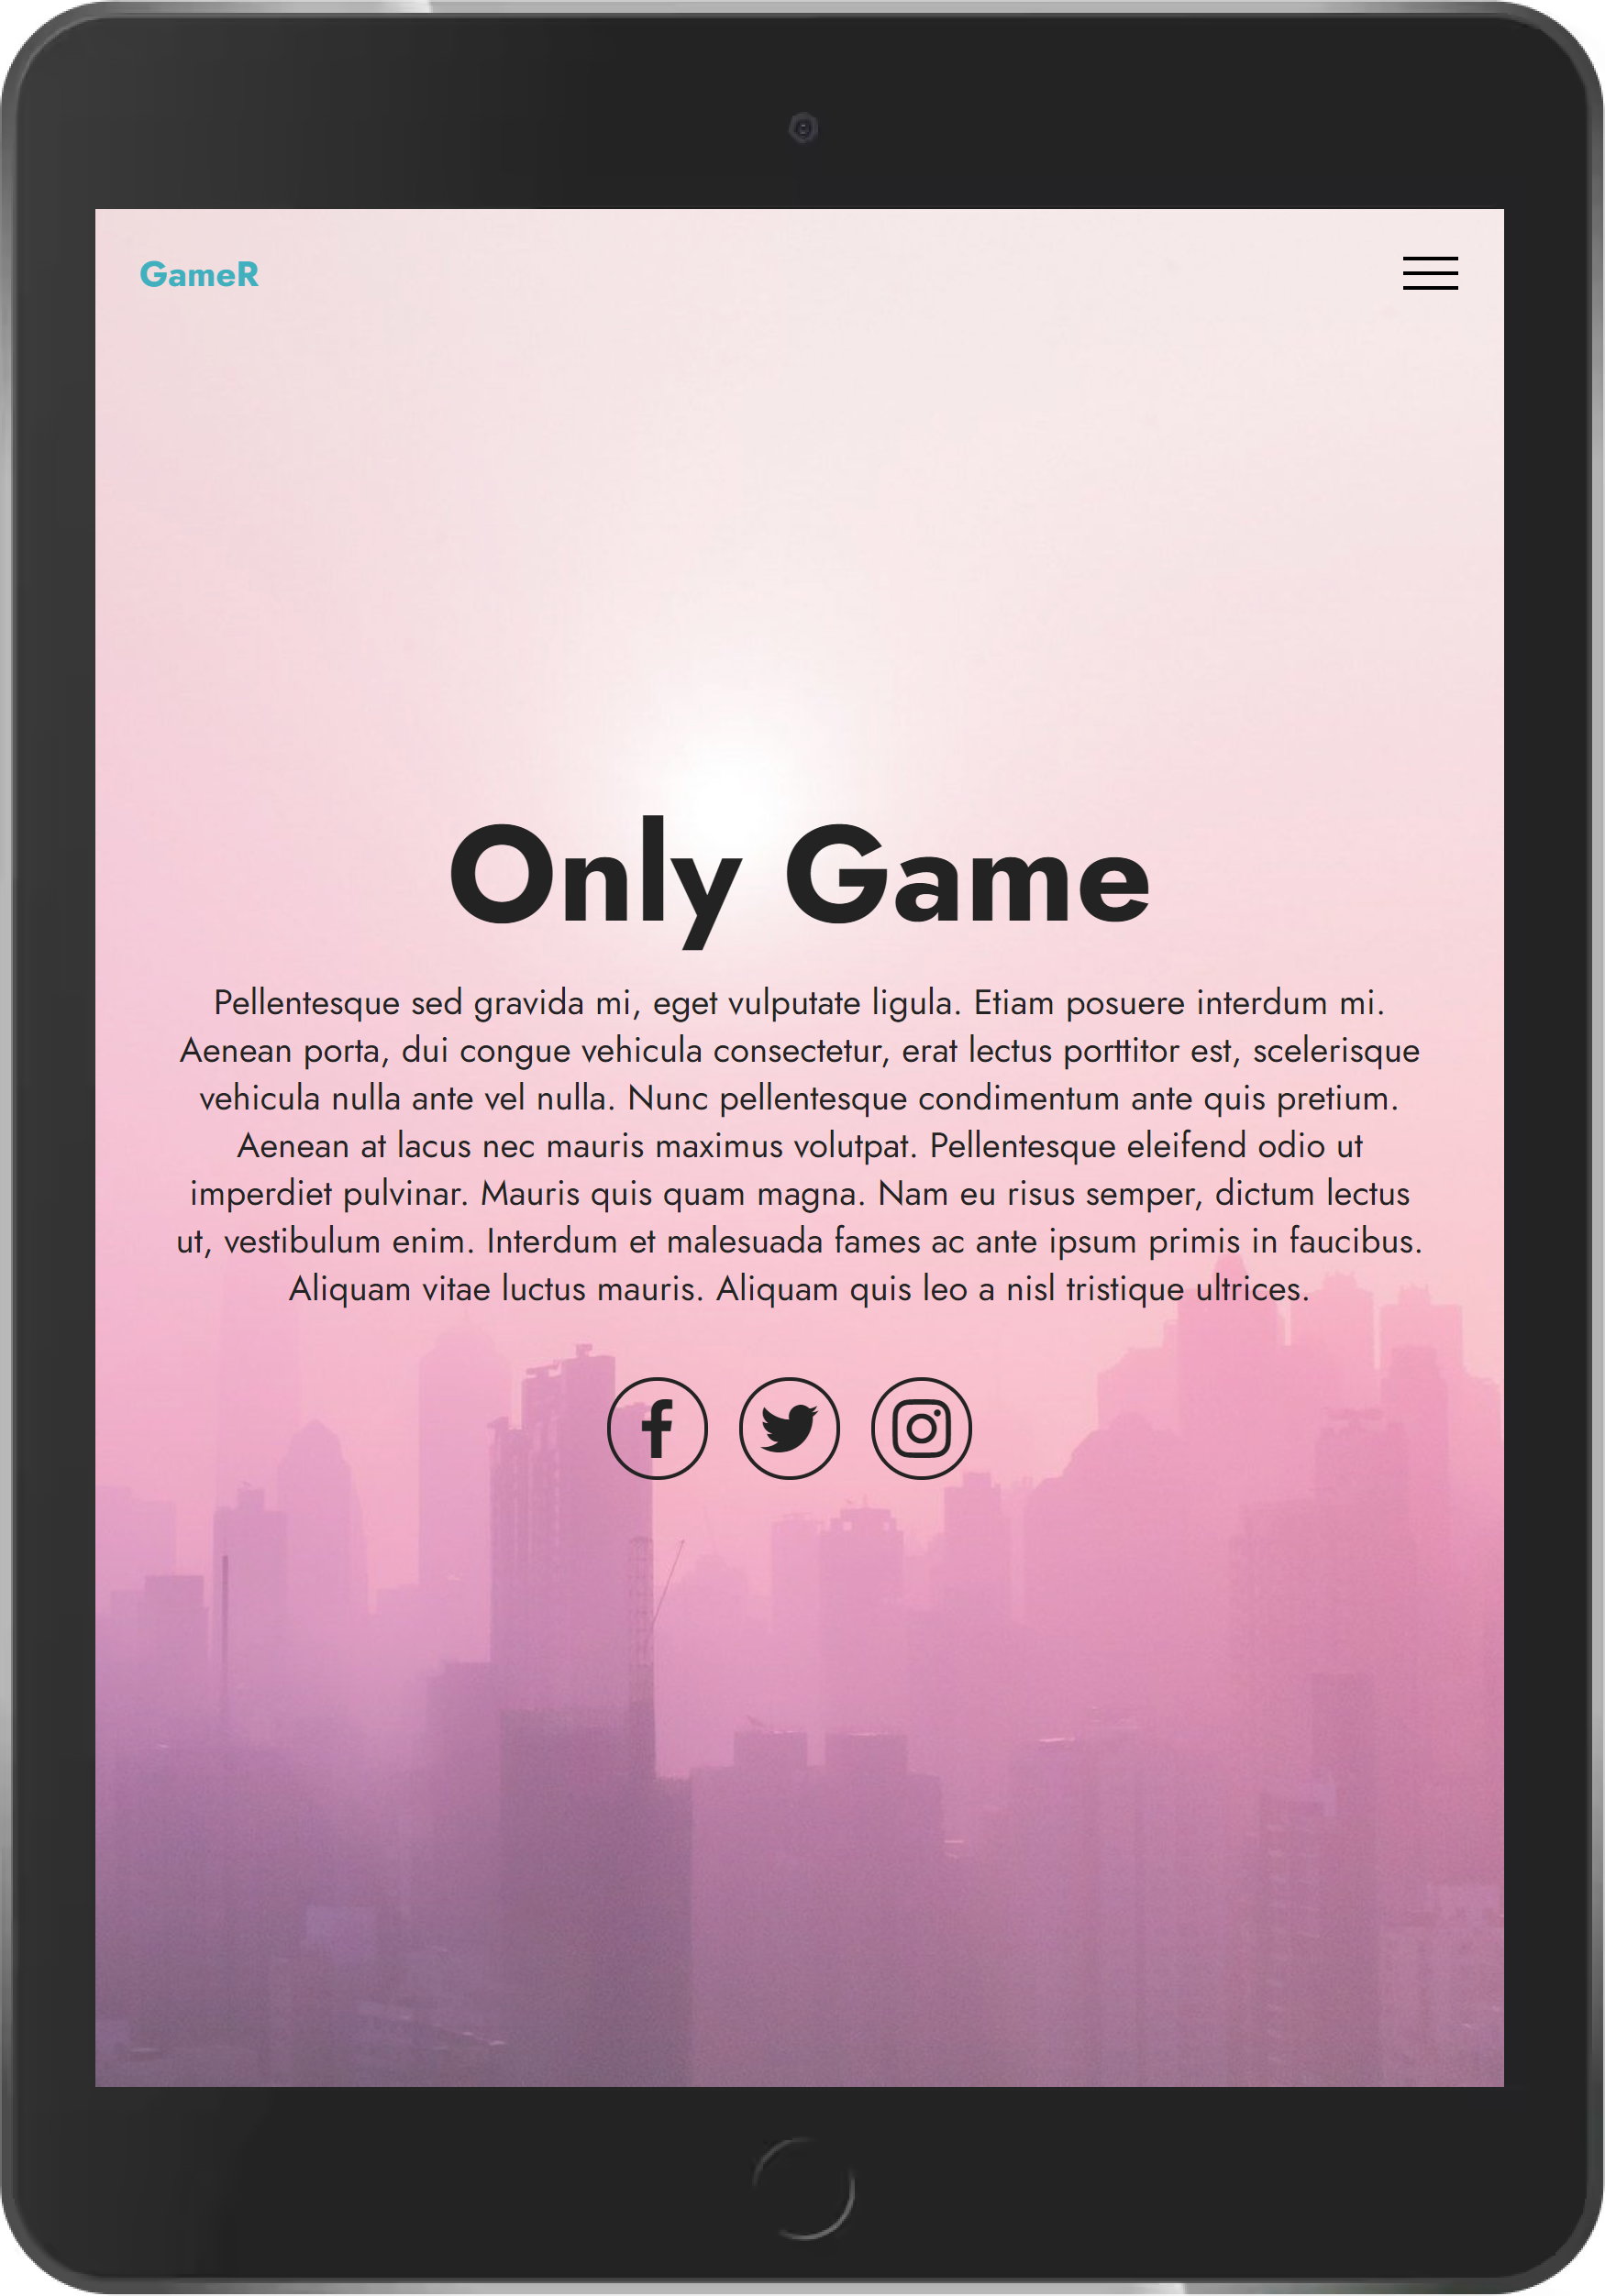 GameR
Only Game
Pellentesque sed gravida mi, eget vulputate ligula. Etiam posuere interdum mi.
Aenean porta, dui congue vehicula consectetur, erat lectus porttitor est, scelerisque
vehicula nulla ante vel nulla. Nunc pellentesque condimentum ante quis pretium.
Aenean at lacus nec mauris maximus volutpat. Pellentesque eleifend odio ut
imperdiet pulvinar. Mauris quis quam magna. Nam eu risus semper, dictum lectus
ut, vestibulum enim. Interdum et malesuada fames ac ante ipsum primis in faucibus.
Aliquam vitae luctus mauris. Aliquam quis leo a nisl tristique ultrices.